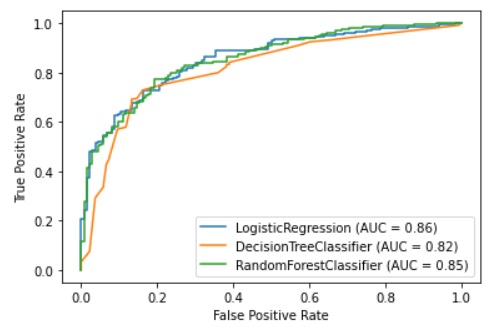 1.0
0.8
0.6
0.4
0.2
0.0
True Positive Rate
LogisticRegression (AUC = 0.86)
DecisionTreeClassifier (AUC = 0.82)
RandomForestClassifier (AUC = 0.85)
0.0 0.2 0.4 0.6 0.8 1.0
False Positive Rate